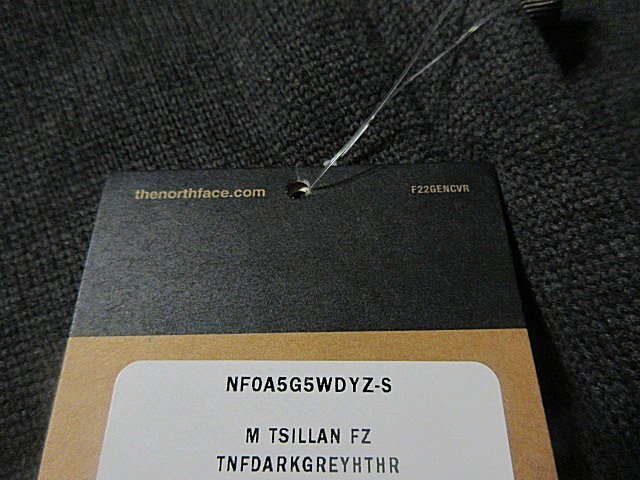 thenorthface.com F22GENCVR
NF0A5G5WDYZ-S
M TSILLAN FZ
TNFDARKGREYHTHR